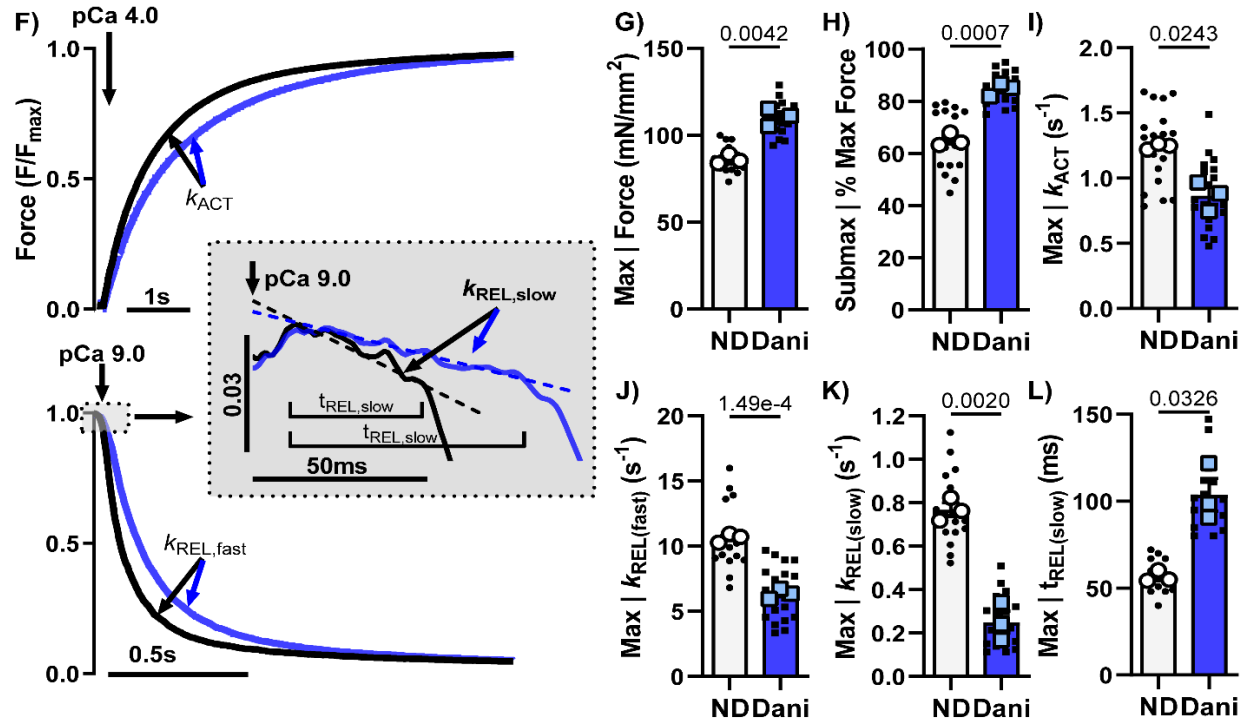 F)
pCa 4.0
Force (F/Fmax)
1.0
0.5
0.0
kACT
1s
pCa 9.0
1.0
0.5
0.0
kREL,fast
0.5s
pCa 9.0
kREL,slow
0.03
tREL,slow
tREL,slow
50ms
G)
0.0042
Max | Force (mN/mm²)
150
100
50
0
ND Dani
H)
0.0007
Submax | % Max Force
100
80
60
40
20
0
ND Dani
I)
0.0243
Max | kACT (s⁻¹)
2.0
1.5
1.0
0.5
0.0
ND Dani
J)
1.49e-4
Max | kREL(fast) (s⁻¹)
20
15
10
5
0
ND Dani
K)
0.0020
Max | kREL(slow) (s⁻¹)
1.2
1.0
0.8
0.6
0.4
0.2
0.0
ND Dani
L)
0.0326
Max | tREL(slow) (ms)
150
100
50
0
ND Dani